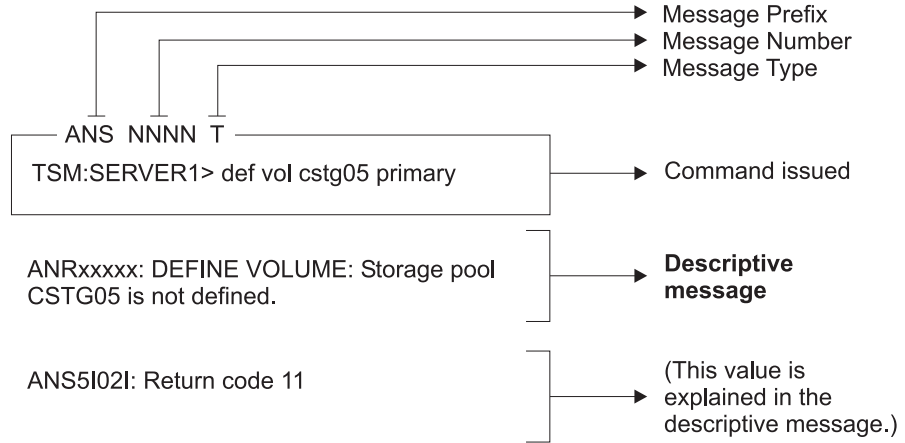 Message Prefix
Message Number
Message Type
ANS NNNN T
TSM:SERVER1> def vol cstg05 primary
Command issued
ANRxxxxx: DEFINE VOLUME: Storage pool
CSTG05 is not defined.
Descriptive
message
ANS5I02I: Return code 11
(This value is
explained in the
descriptive message.)